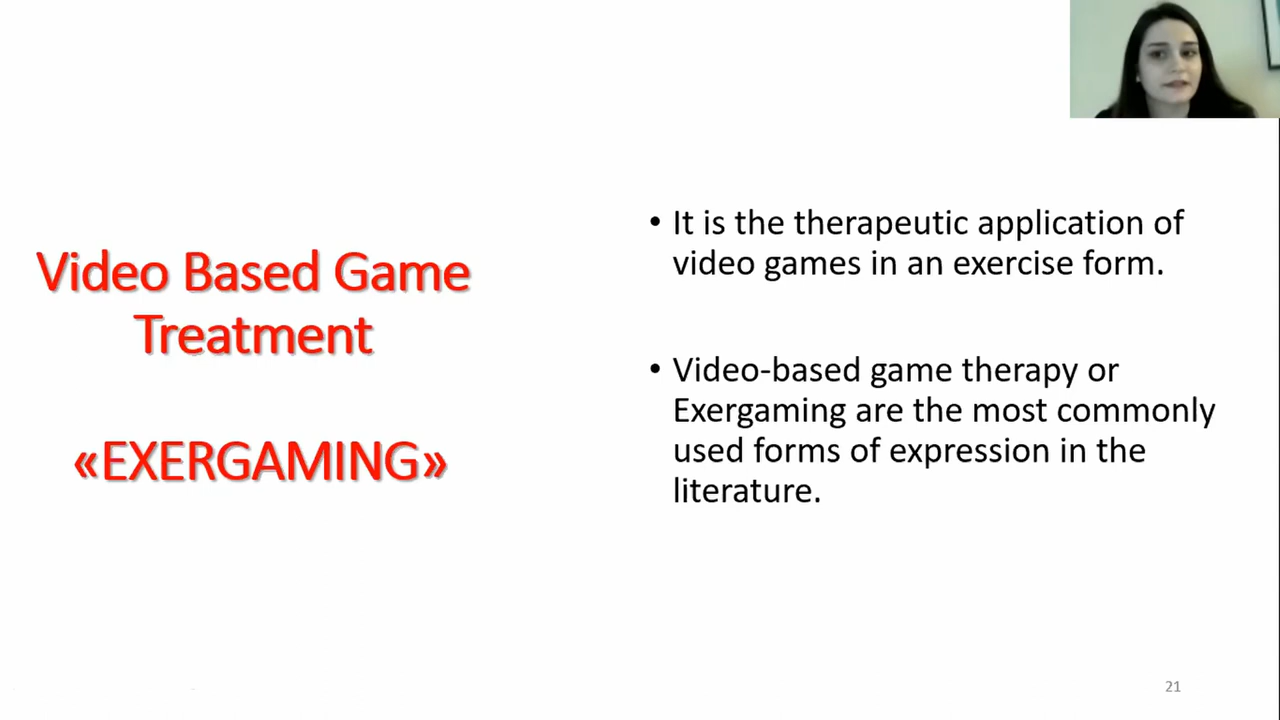 Video Based Game
Treatment
«EXERGAMING»
• It is the therapeutic application of
video games in an exercise form.
• Video-based game therapy or
Exergaming are the most commonly
used forms of expression in the
literature.
21